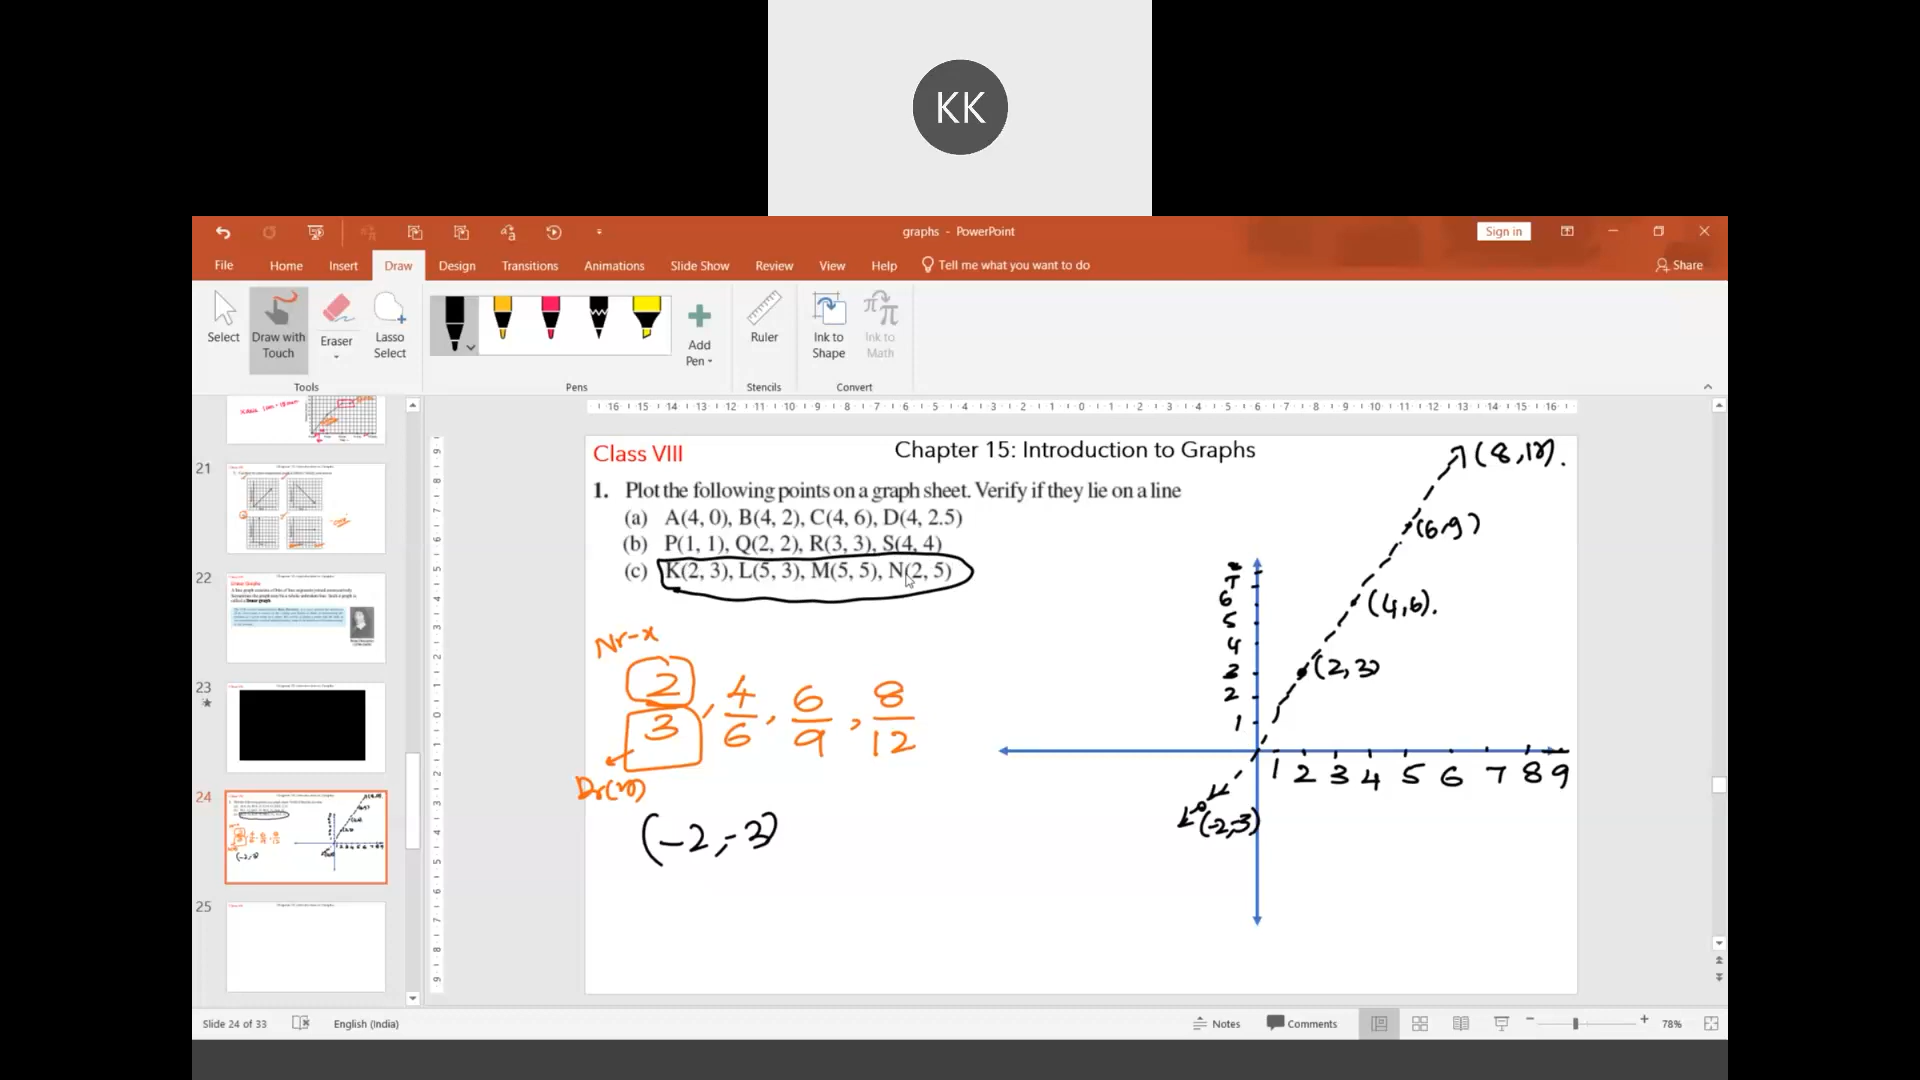 KK
graphs - PowerPoint
Sign in
File Home Insert Draw Design Transitions Animations Slide Show Review View Help Tell me what you want to do
Share
Select
Draw with Touch
Eraser
Lasso Select
Add Pen
Ruler
Ink to Shape
Ink to Math
Tools Pens Stencils Convert
21
22
23
24
25
Class VIII
Chapter 15: Introduction to Graphs
1. Plot the following points on a graph sheet. Verify if they lie on a line
(a) A(4, 0), B(4, 2), C(4, 6), D(4, 2.5)
(b) P(1, 1), Q(2, 2), R(3, 3), S(4, 4)
(c) K(2, 3), L(5, 3), M(5, 5), N(2, 5)
Nr-x
2/3, 4/6, 6/9, 8/12
(-2,-3)
(8,12).
(6,9)
(4,6).
(2,3)
7
6
5
4
3
2
1
1 2 3 4 5 6 7 8 9
(-2,-3)
Slide 24 of 33
English (India)
Notes
Comments
78%